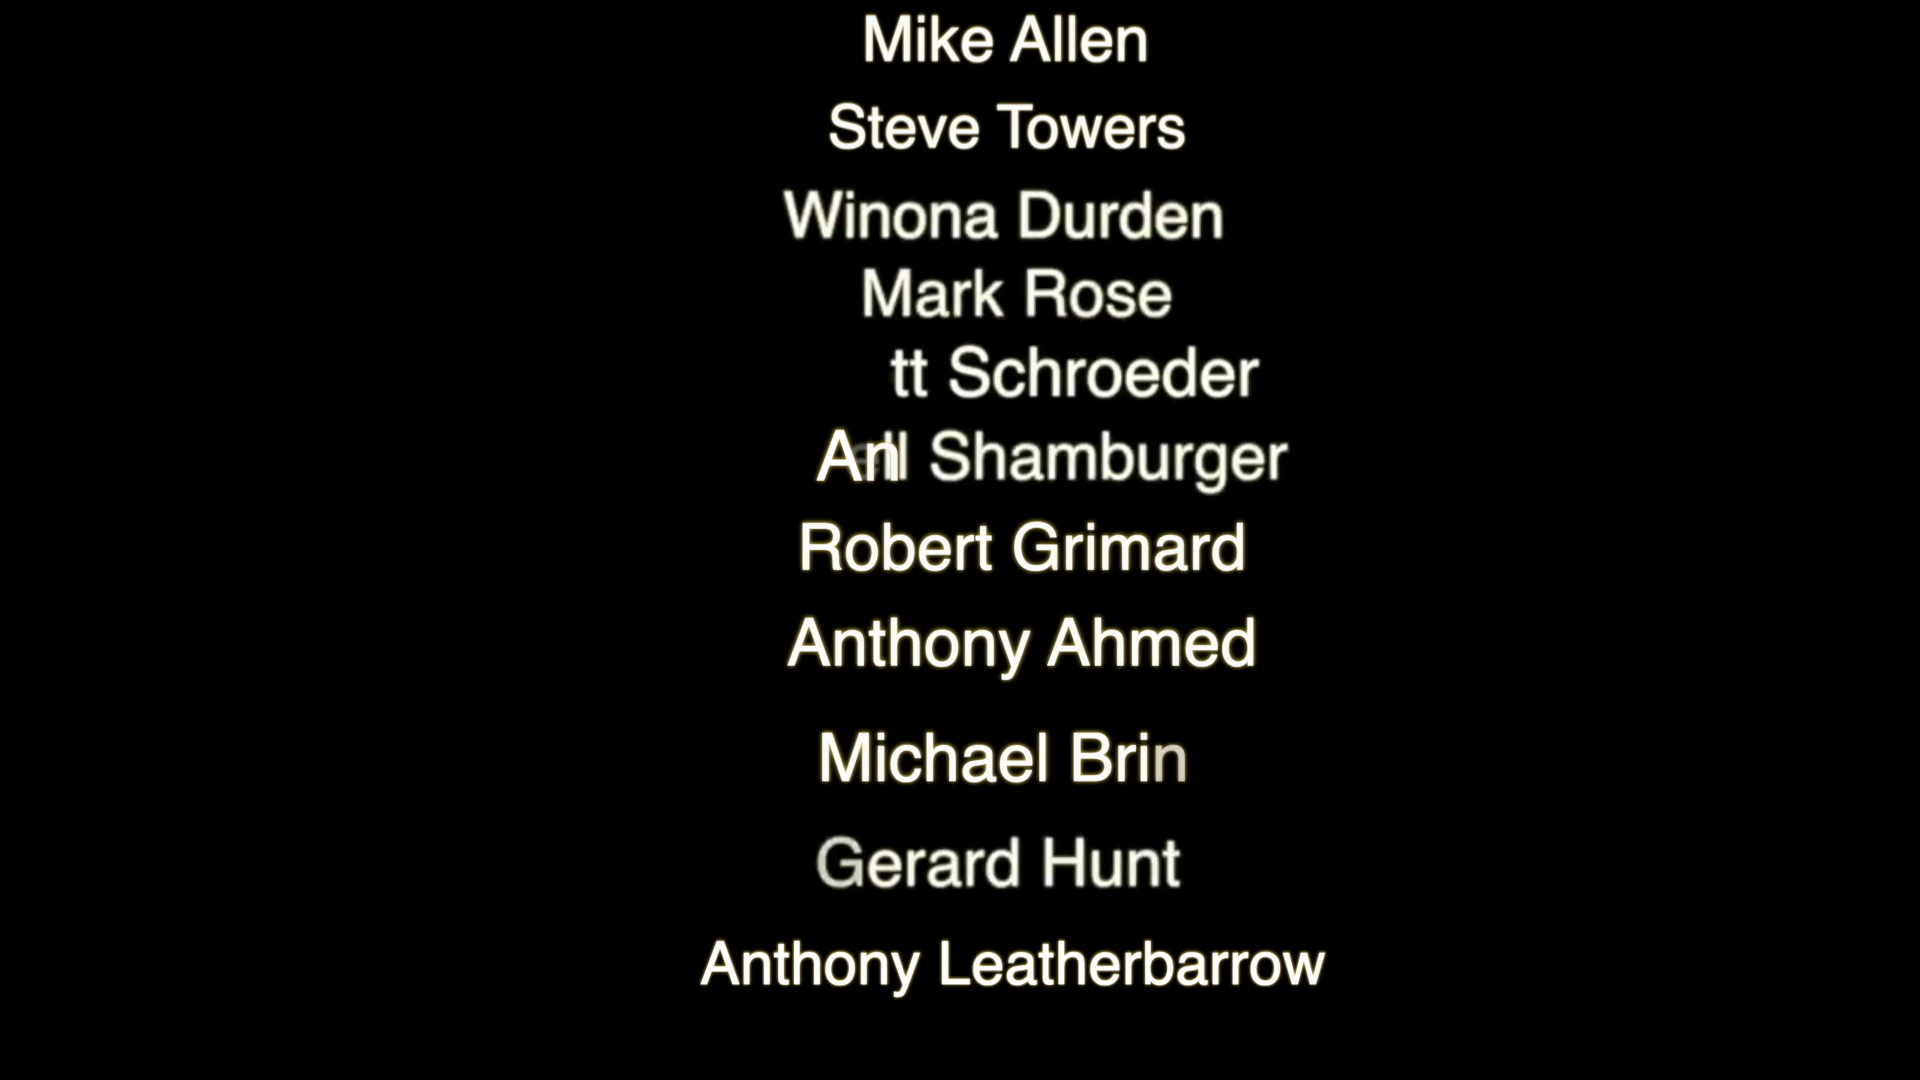 Mike Allen
Steve Towers
Winona Durden
Mark Rose
tt Schroeder
Shamburger
Robert Grimard
Anthony Ahmed
Michael Brin
Gerard Hunt
Anthony Leatherbarrow